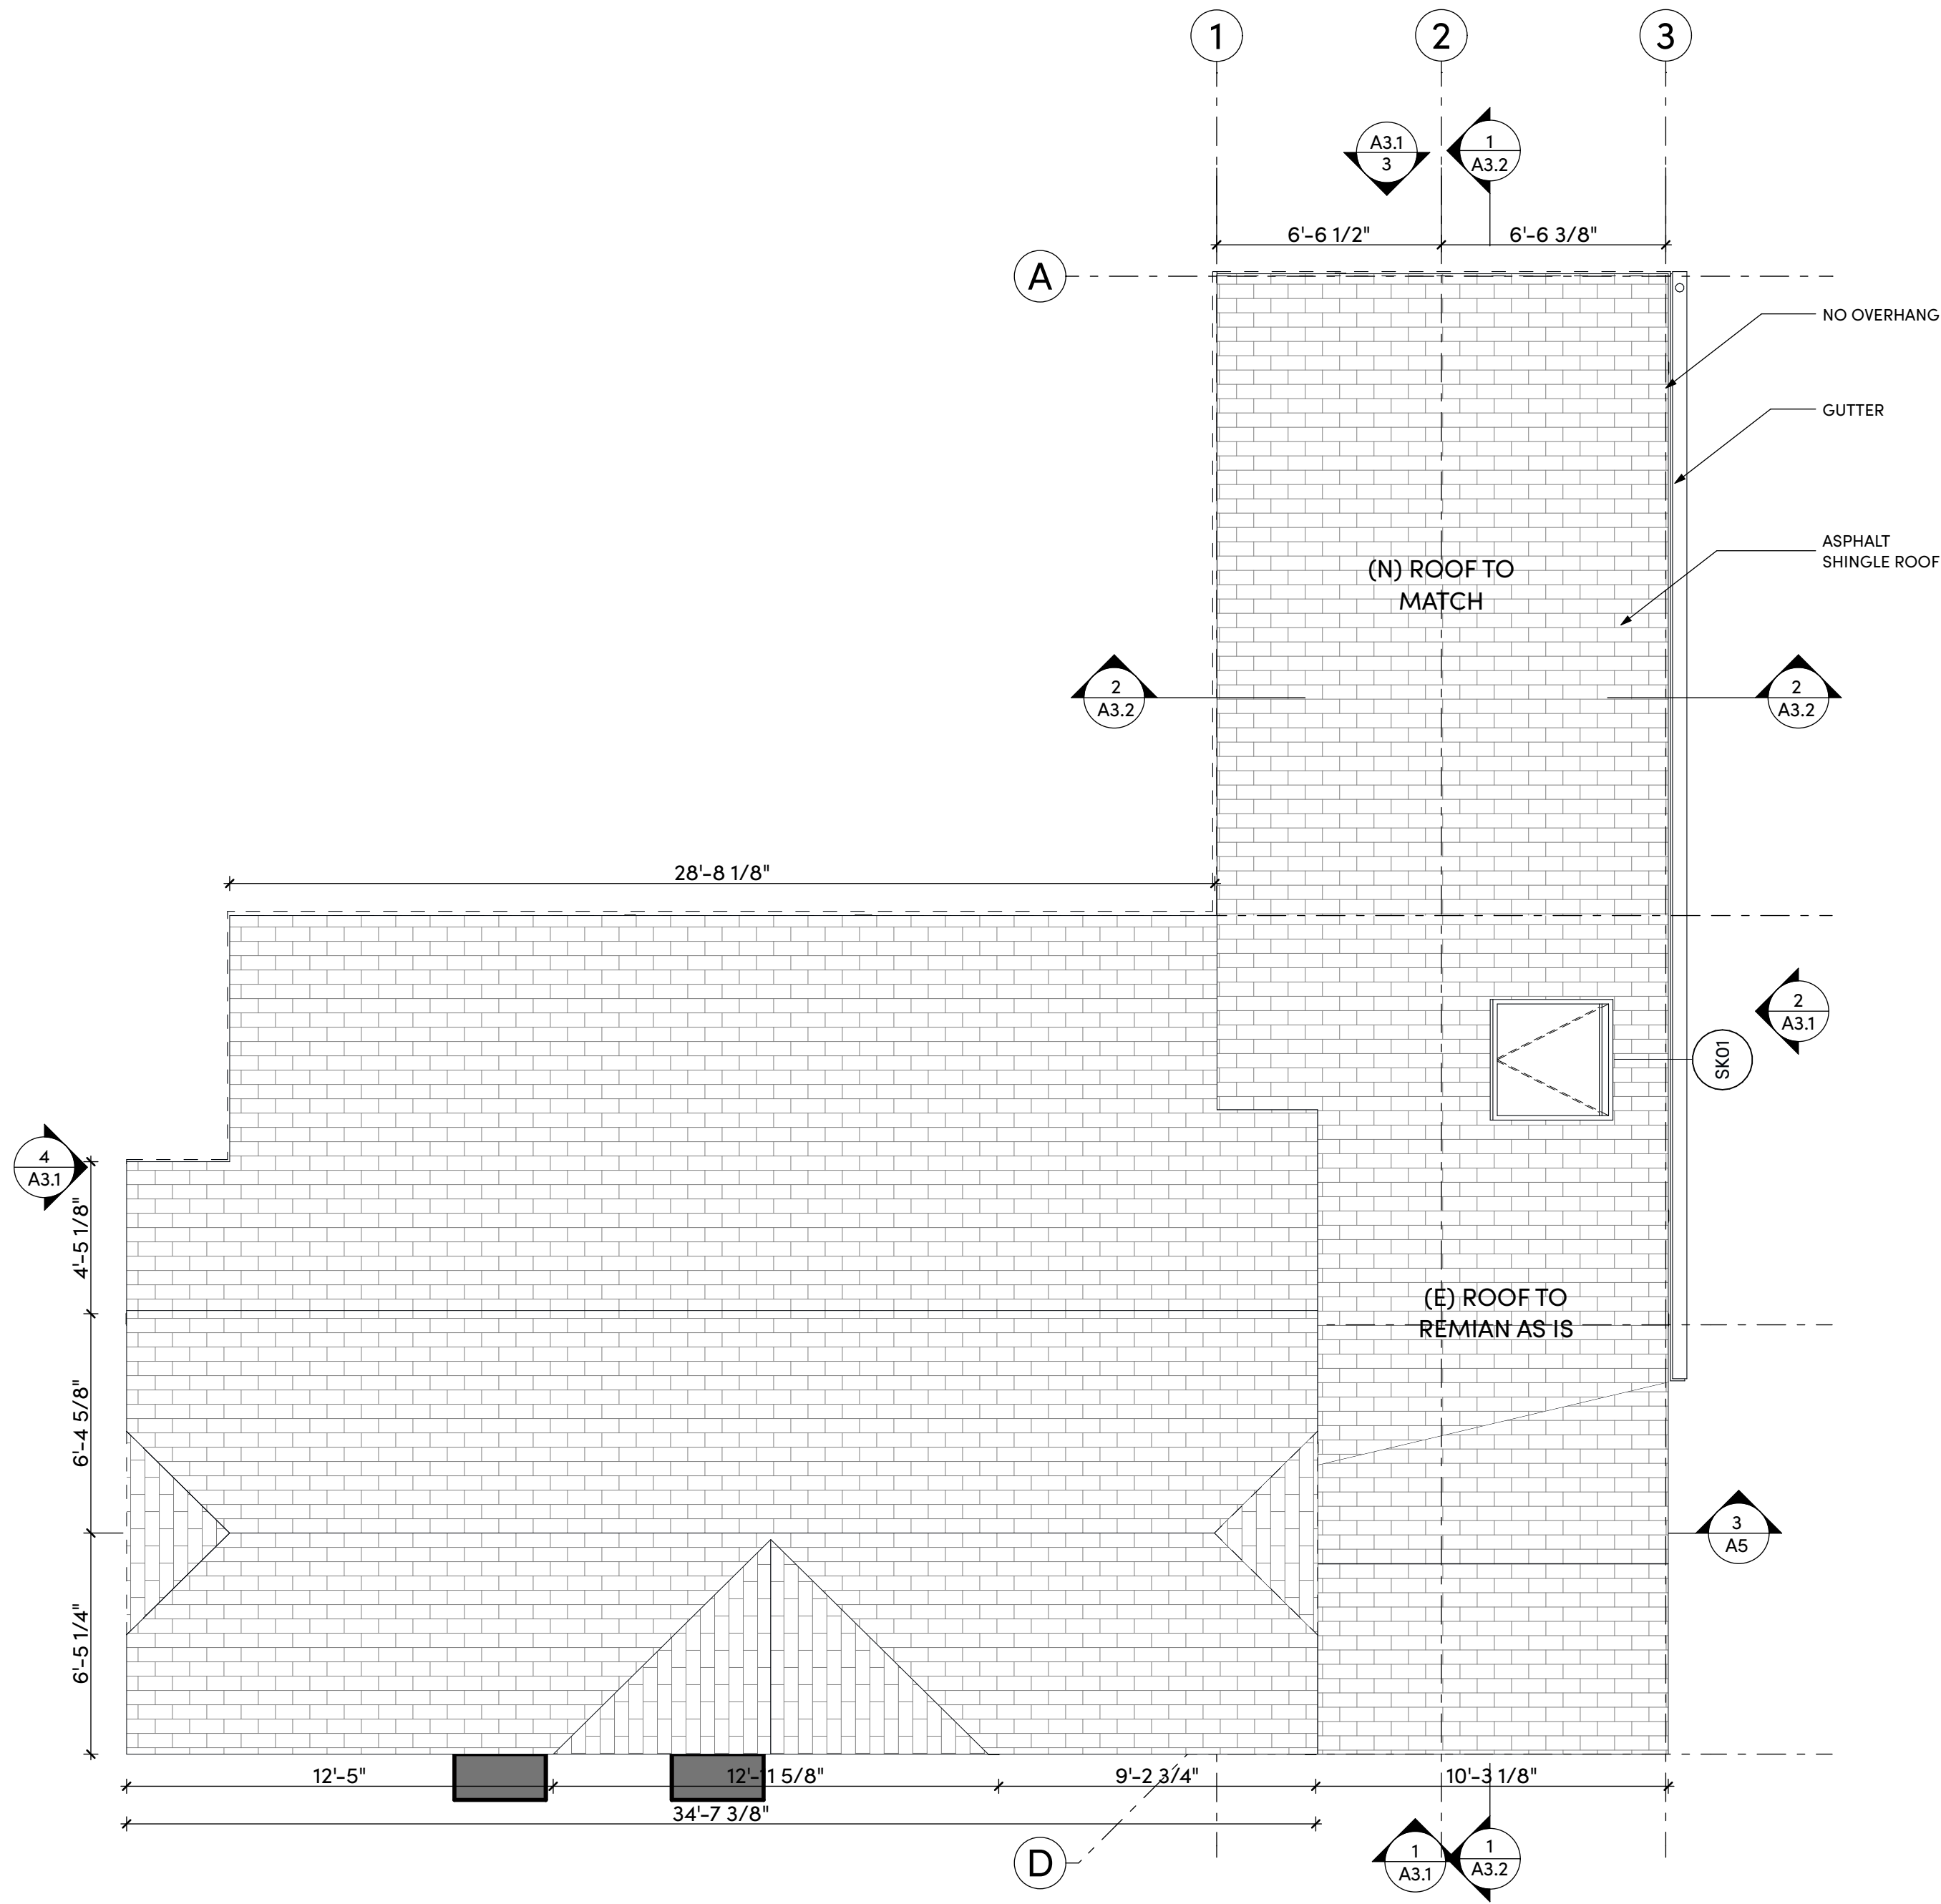 1
2
3
A3.1
3
1
A3.2
6'-6 1/2"
6'-6 3/8"
A
NO OVERHANG
GUTTER
ASPHALT
SHINGLE ROOF
(N) ROOF TO
MATCH
2
A3.2
2
A3.2
28'-8 1/8"
2
A3.1
SK01
4
A3.1
4'-5 1/8"
(E) ROOF TO
REMIAN AS IS
6'-4 5/8"
3
A5
6'-5 1/4"
12'-5"
12'-11 5/8"
9'-2 3/4"
10'-3 1/8"
34'-7 3/8"
D
1
A3.1
1
A3.2